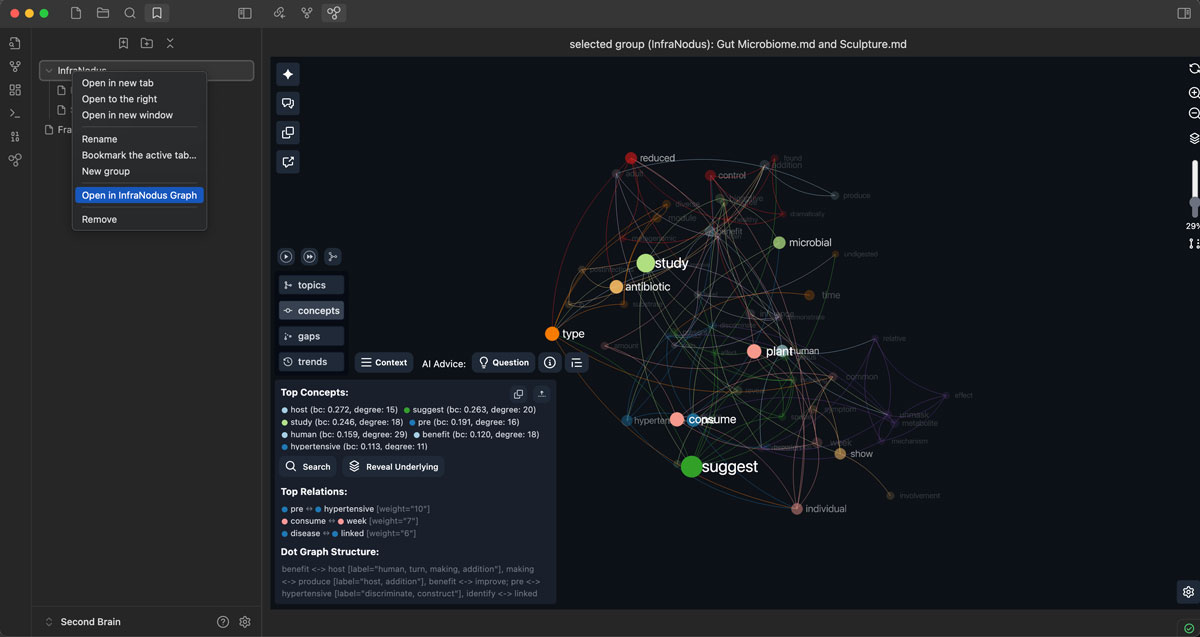 selected group (InfraNodus): Gut Microbiome.md and Sculpture.md
InfraNodus
Open in new tab
Open to the right
Open in new window
Rename
Bookmark the active tab...
New group
Open in InfraNodus Graph
Remove
Fra
Second Brain
topics
concepts
gaps
trends
Context
AI Advice:
Question
Top Concepts:
host (bc: 0.272, degree: 15) suggest (bc: 0.263, degree: 20)
study (bc: 0.246, degree: 18) pre (bc: 0.191, degree: 16)
human (bc: 0.159, degree: 29) benefit (bc: 0.120, degree: 18)
hypertensive (bc: 0.113, degree: 11)
Search
Reveal Underlying
Top Relations:
pre <-> hypertensive [weight="10"]
consume <-> week [weight="7"]
disease <-> linked [weight="6"]
Dot Graph Structure:
benefit <-> host [label="human, turn, making, addition"], making
<-> produce [label="host, addition"], benefit <-> improve; pre <->
hypertensive [label="discriminate, construct"], identify <-> linked
reduced
adult
found
addition
control
produce
diverse
module
dramatically
benefit
microbial
undigested
study
antibiotic
time
substrate
demonstrate
type
amount
plant
human
relative
common
effect
symptom
hypertens
consume
metabolite
mechanism
week
show
suggest
involvement
individual
29%